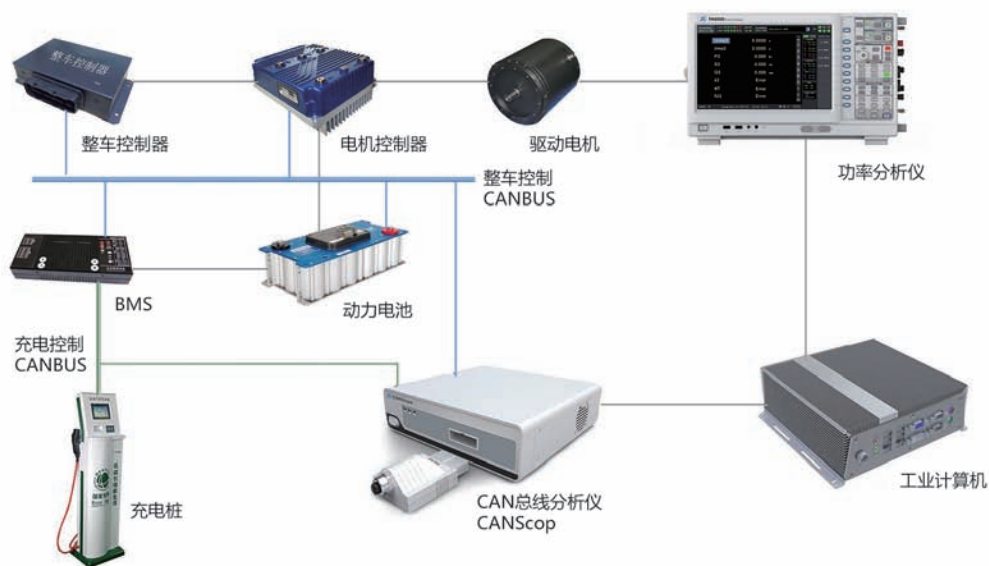 整车控制器
整车控制器
电机控制器
驱动电机
功率分析仪
整车控制
CANBUS
BMS
动力电池
充电控制
CANBUS
充电桩
CAN总线分析仪
CANScop
工业计算机